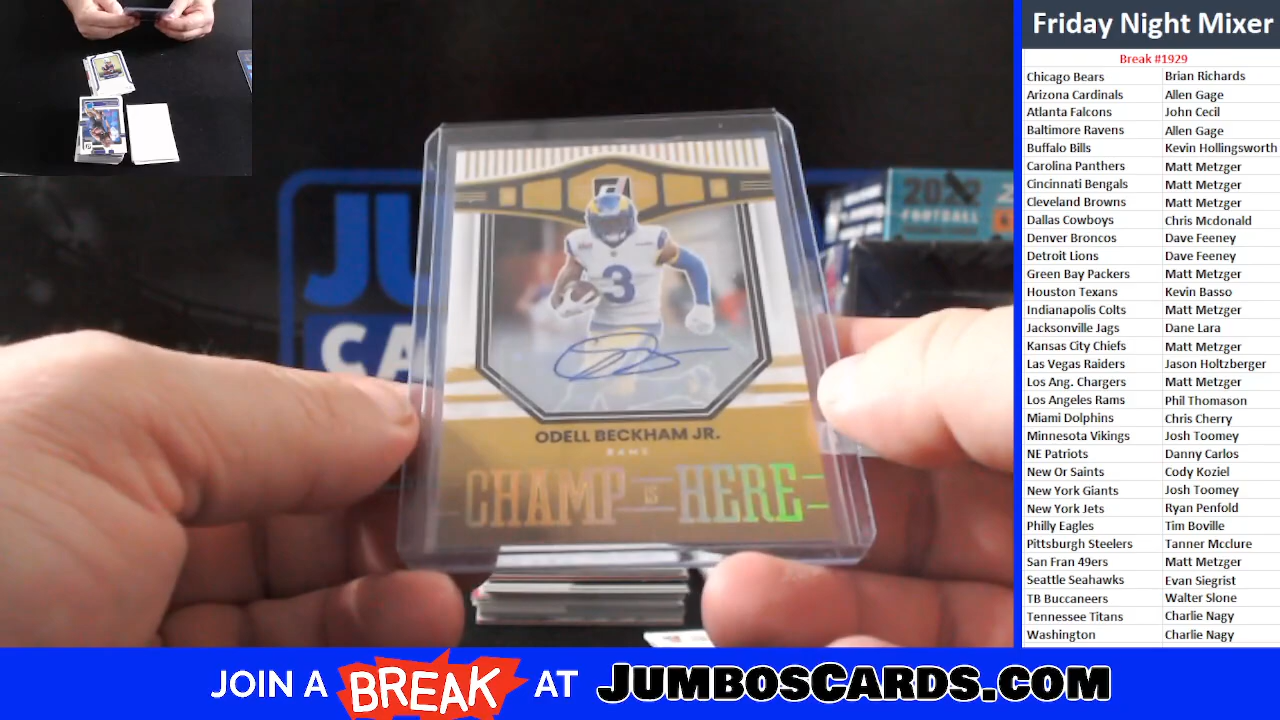 Friday Night Mixer
Break #1929
Chicago Bears Brian Richards
Arizona Cardinals Allen Gage
Atlanta Falcons John Cecil
Baltimore Ravens Allen Gage
Buffalo Bills Kevin Hollingsworth
Carolina Panthers Matt Metzger
Cincinnati Bengals Matt Metzger
Cleveland Browns Matt Metzger
Dallas Cowboys Chris Mcdonald
Denver Broncos Dave Feeney
Detroit Lions Dave Feeney
Green Bay Packers Matt Metzger
Houston Texans Kevin Basso
Indianapolis Colts Matt Metzger
Jacksonville Jags Dane Lara
Kansas City Chiefs Matt Metzger
Las Vegas Raiders Jason Holtzberger
Los Ang. Chargers Matt Metzger
Los Angeles Rams Phil Thomason
Miami Dolphins Chris Cherry
Minnesota Vikings Josh Toomey
NE Patriots Danny Carlos
New Or Saints Cody Koziel
New York Giants Josh Toomey
New York Jets Ryan Penfold
Philly Eagles Tim Boville
Pittsburgh Steelers Tanner Mcclure
San Fran 49ers Matt Metzger
Seattle Seahawks Evan Siegrist
TB Buccaneers Walter Slone
Tennessee Titans Charlie Nagy
Washington Charlie Nagy
2022
FOOTBALL
JU
CA
3
ODELL BECKHAM JR.
RAMS
CHAMP IS HERE
JOIN A BREAK AT JUMBOSCARDS.COM